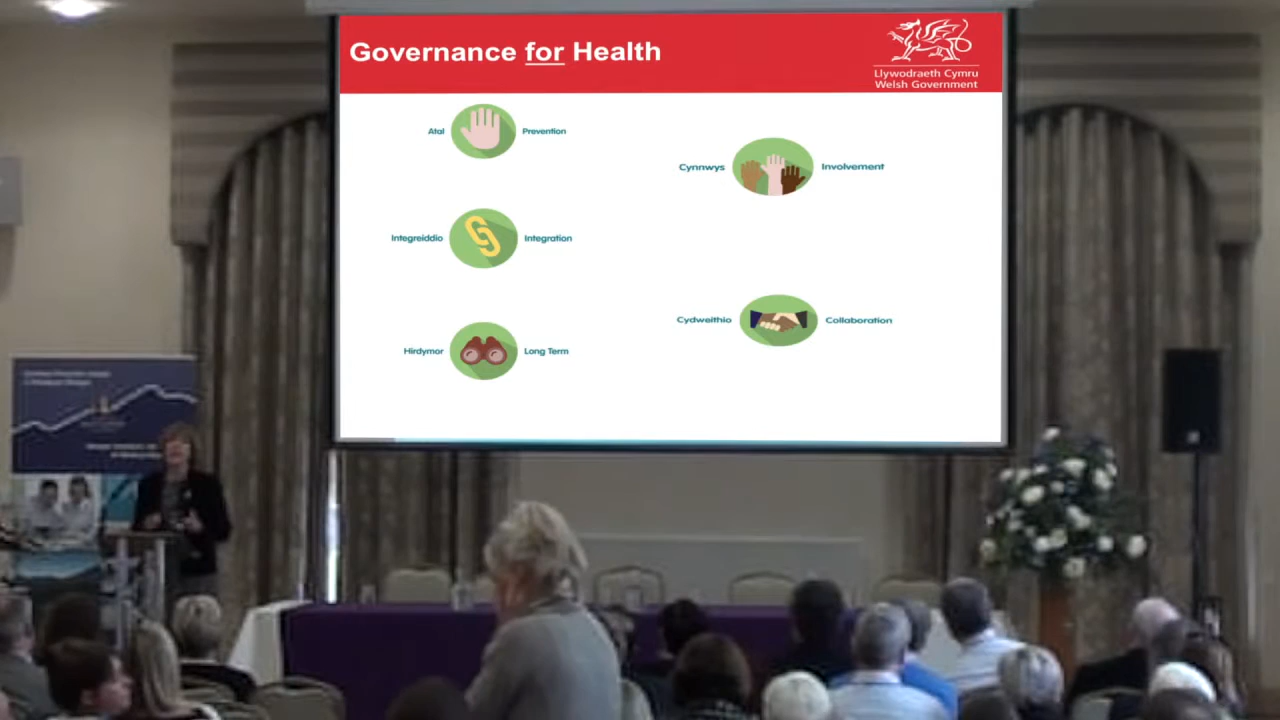 Governance for Health
Llywodraeth Cymru
Welsh Government
Atal Prevention
Cynnwys Involvement
Integreiddio Integration
Cydweithio Collaboration
Hirdymor Long Term